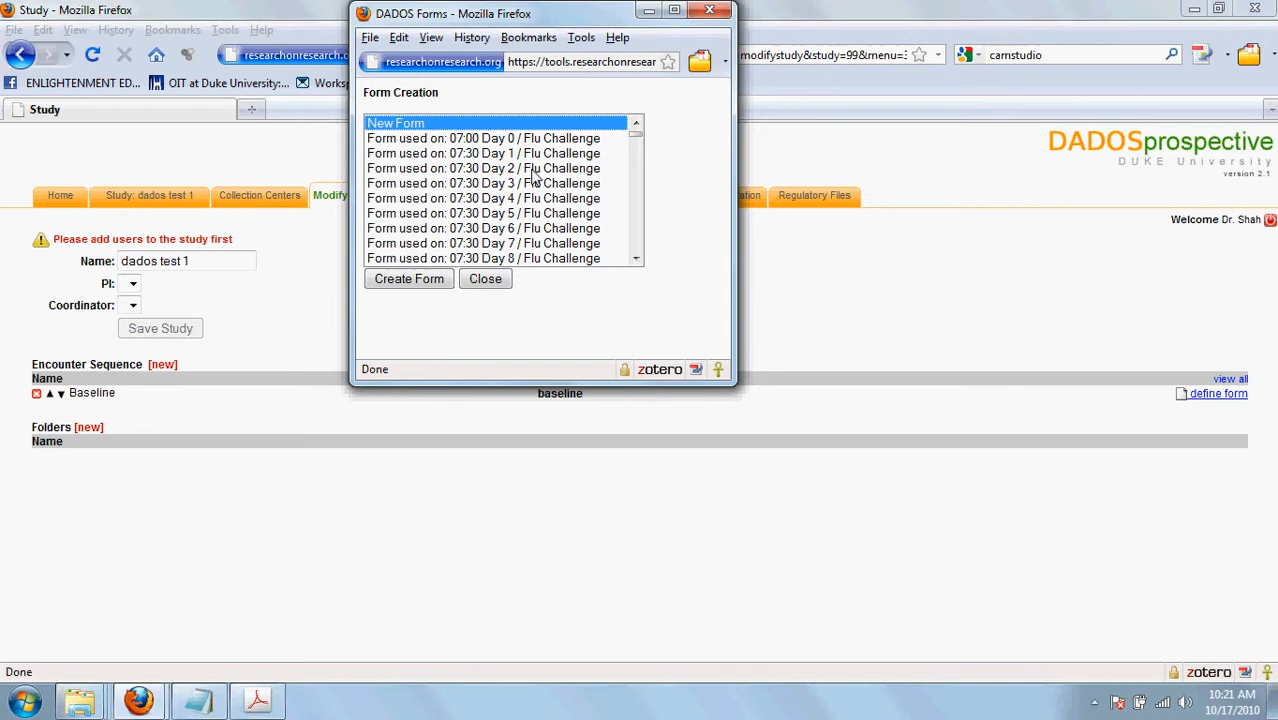 Study - Mozilla Firefox
File Edit View History Bookmarks Tools Help
researchonresearch.o
modifystudy&study=99&menu=
camstudio
ENLIGHTENMENT ED...
OIT at Duke University:...
Study
DADOS Forms - Mozilla Firefox
File Edit View History Bookmarks Tools Help
researchonresearch.org
https://tools.researchonresear
Form Creation
New Form
Form used on: 07:00 Day 0 / Flu Challenge
Form used on: 07:30 Day 1 / Flu Challenge
Form used on: 07:30 Day 2 / Flu Challenge
Form used on: 07:30 Day 3 / Flu Challenge
Form used on: 07:30 Day 4 / Flu Challenge
Form used on: 07:30 Day 5 / Flu Challenge
Form used on: 07:30 Day 6 / Flu Challenge
Form used on: 07:30 Day 7 / Flu Challenge
Form used on: 07:30 Day 8 / Flu Challenge
Create Form Close
Done
zotero
DADOSprospective
DUKE University
version 2.1
Home Study: dados test 1 Collection Centers Modify
Regulatory Files
Welcome Dr. Shah
Please add users to the study first
Name: dados test 1
PI:
Coordinator:
Save Study
Encounter Sequence [new]
Name view all
Baseline baseline define form
Folders [new]
Name
Done zotero
10:21 AM
10/17/2010